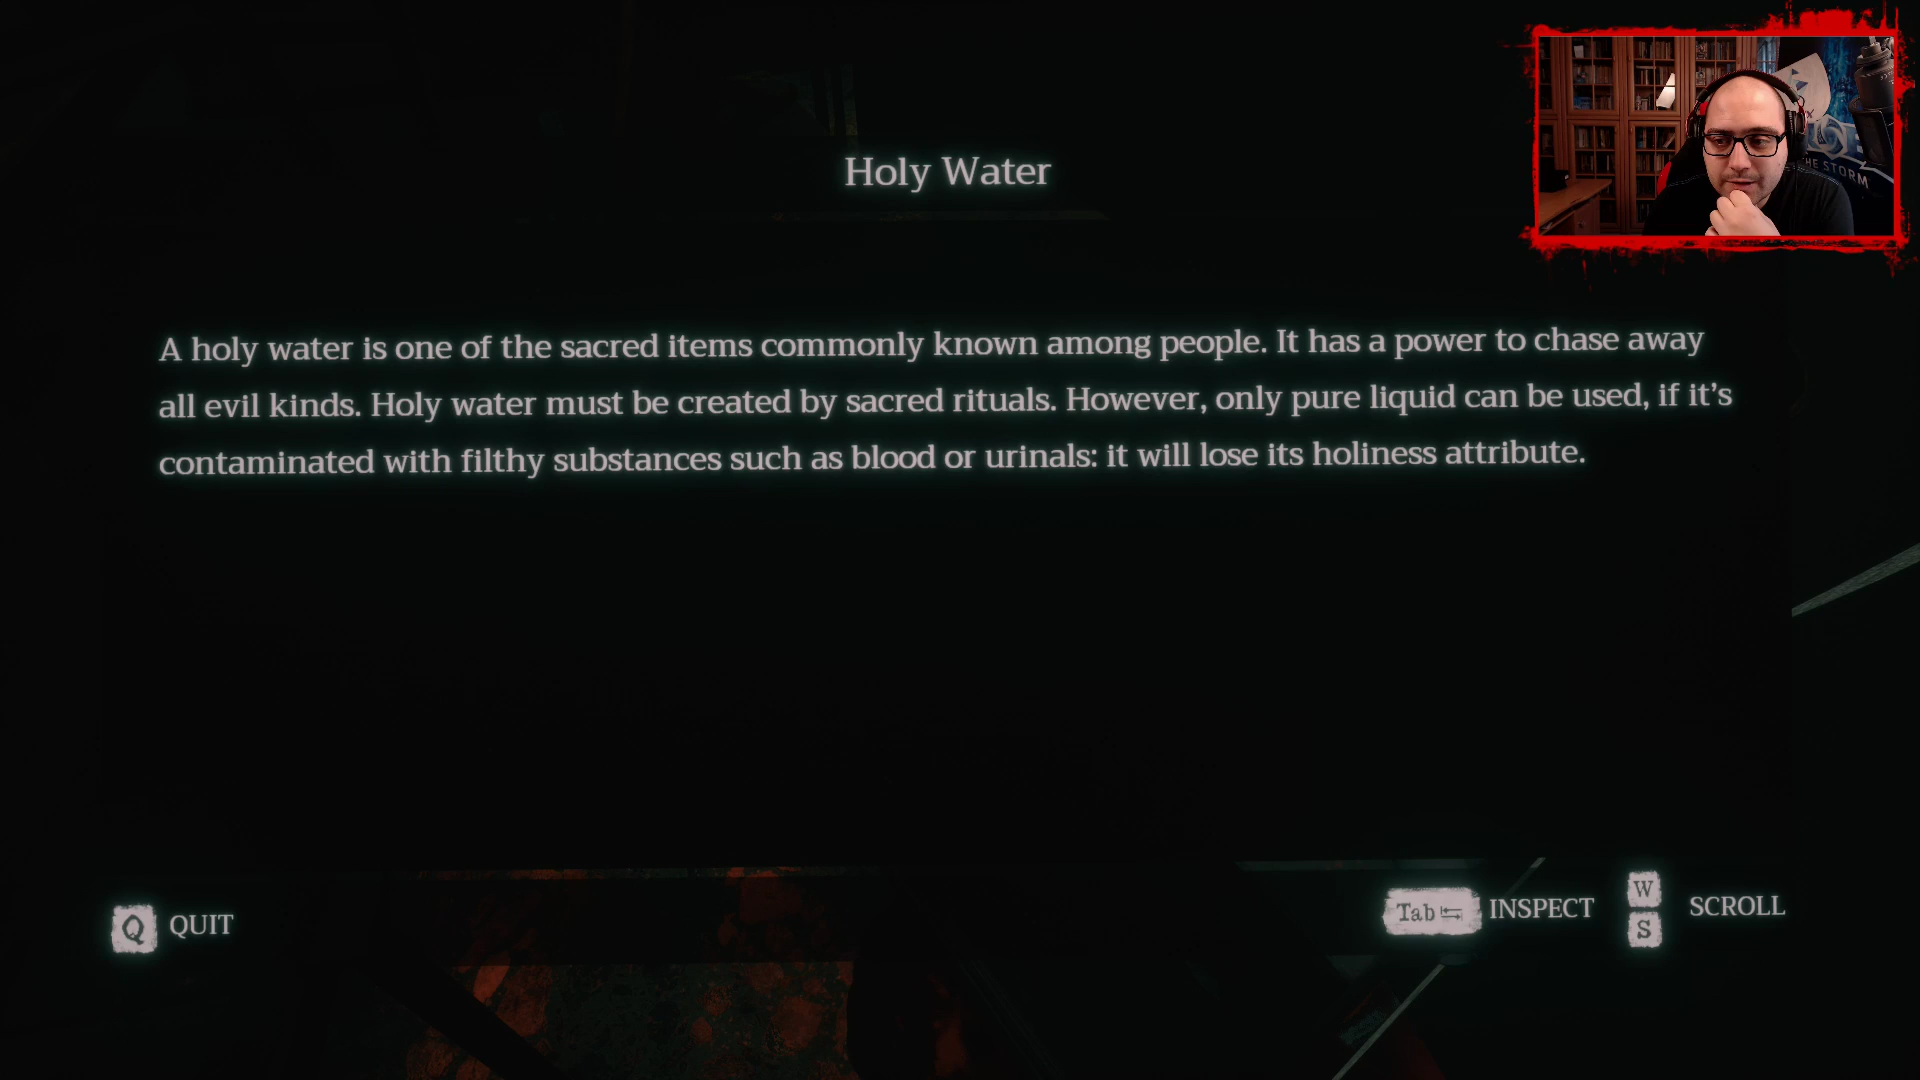 Holy Water
A holy water is one of the sacred items commonly known among people. It has a power to chase away
all evil kinds. Holy water must be created by sacred rituals. However, only pure liquid can be used, if it's
contaminated with filthy substances such as blood or urinals: it will lose its holiness attribute.
Q QUIT
Tab INSPECT
W
S
SCROLL
THE STORM